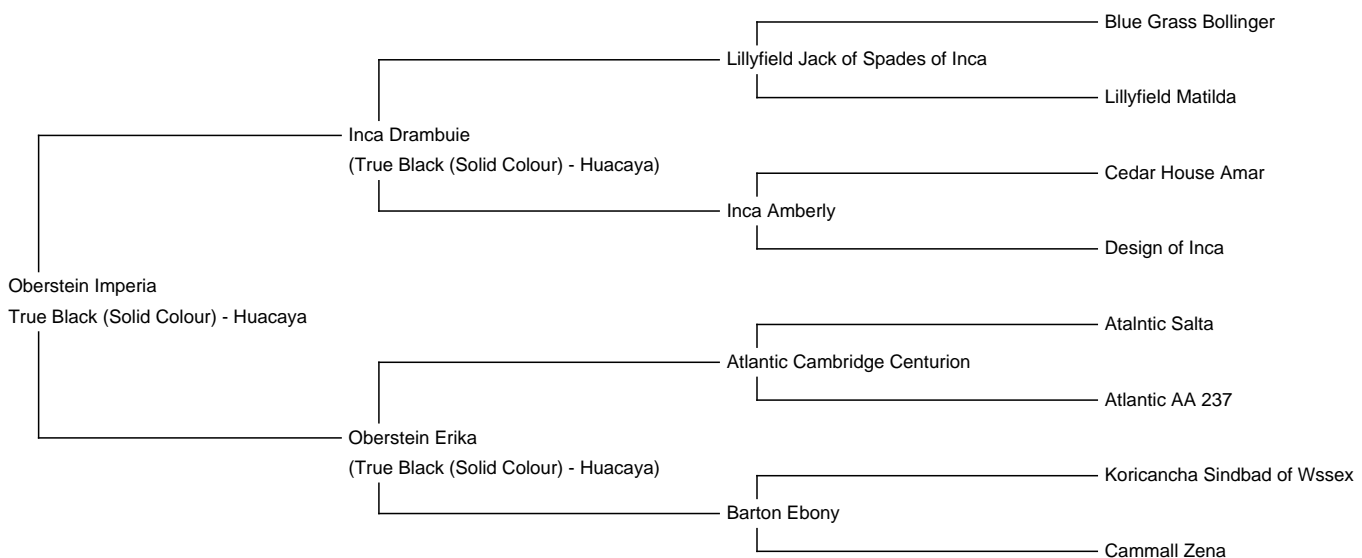 Blue Grass Bollinger
Lillyfield Jack of Spades of Inca
Lillyfield Matilda
Inca Drambuie
(True Black (Solid Colour) - Huacaya)
Cedar House Amar
Inca Amberly
Design of Inca
Oberstein Imperia
True Black (Solid Colour) - Huacaya
Atalntic Salta
Atlantic Cambridge Centurion
Atlantic AA 237
Oberstein Erika
(True Black (Solid Colour) - Huacaya)
Koricancha Sindbad of Wssex
Barton Ebony
Cammall Zena